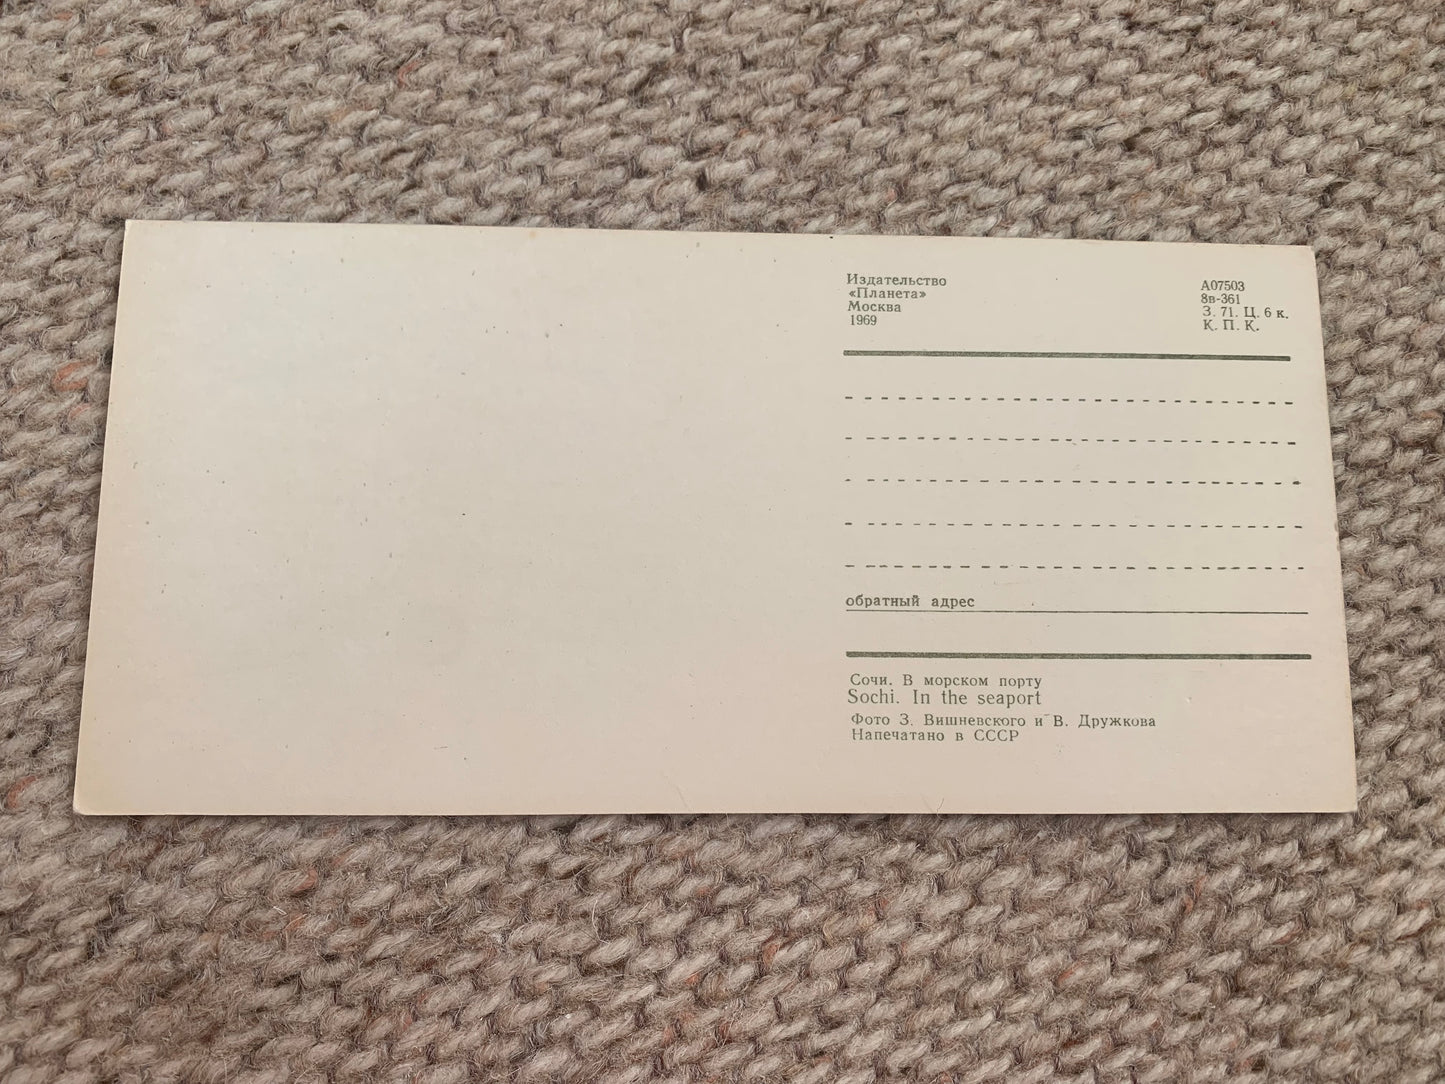 Издательство
«Планета»
Москва
1969
А07503
8в-361
З. 71. Ц. 6 к.
К. П. К.
обратный адрес
Сочи. В морском порту
Sochi. In the seaport
Фото З. Вишневского и В. Дружкова
Напечатано в СССР